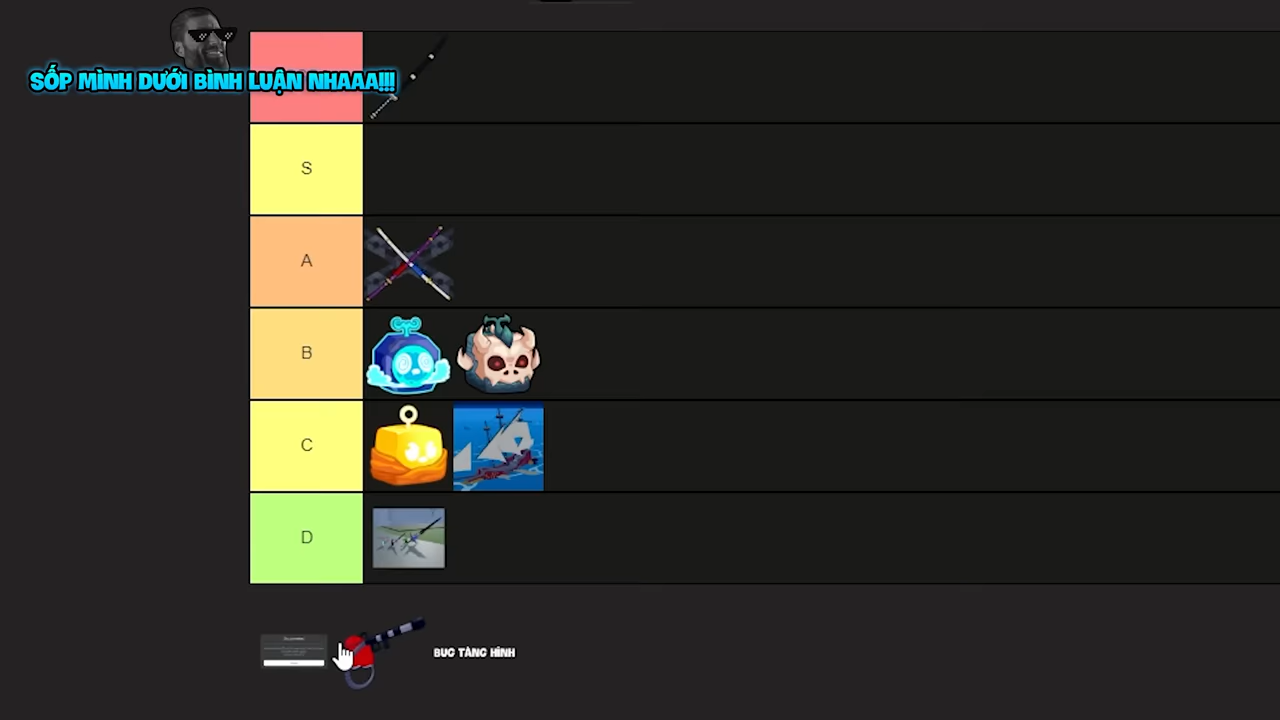 SỐP MÌNH DƯỚI BÌNH LUẬN NHAAA!!!
S
A
B
C
D
BUC TÀNG HÌNH